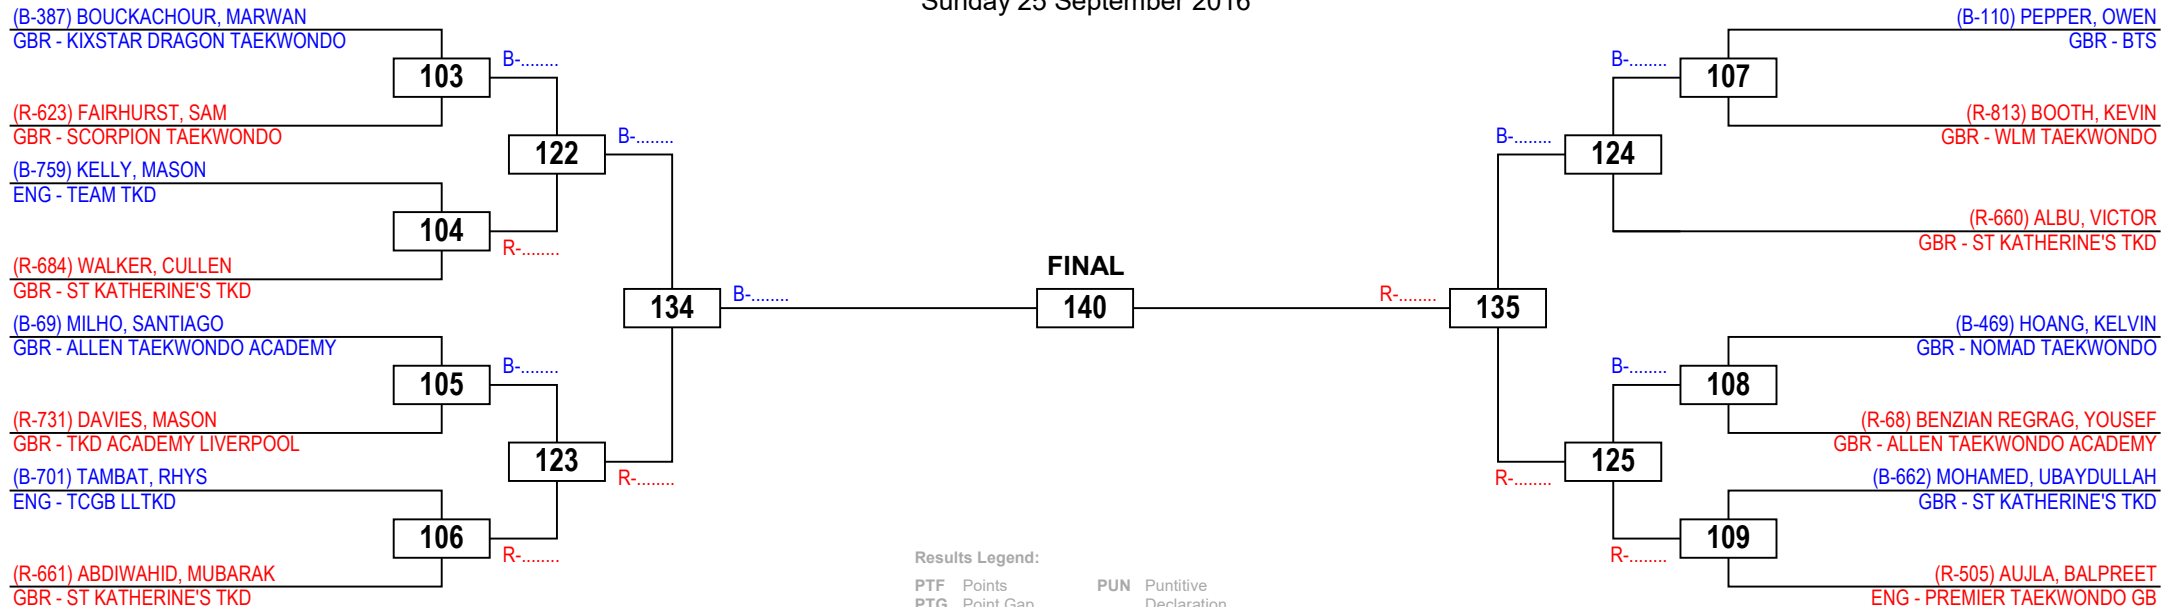 Sunday 25 September 2016
(B-387) BOUCKACHOUR, MARWAN
GBR - KIXSTAR DRAGON TAEKWONDO
103
B-........
(R-623) FAIRHURST, SAM
GBR - SCORPION TAEKWONDO
122
B-........
(B-759) KELLY, MASON
ENG - TEAM TKD
104
R-........
(R-684) WALKER, CULLEN
GBR - ST KATHERINE'S TKD
134
B-........
(B-69) MILHO, SANTIAGO
GBR - ALLEN TAEKWONDO ACADEMY
105
B-........
(R-731) DAVIES, MASON
GBR - TKD ACADEMY LIVERPOOL
123
R-........
(B-701) TAMBAT, RHYS
ENG - TCGB LLTKD
106
R-........
(R-661) ABDIWAHID, MUBARAK
GBR - ST KATHERINE'S TKD
FINAL
140
(B-110) PEPPER, OWEN
GBR - BTS
B-........
107
(R-813) BOOTH, KEVIN
GBR - WLM TAEKWONDO
B-........
124
(R-660) ALBU, VICTOR
GBR - ST KATHERINE'S TKD
R-........
135
(B-469) HOANG, KELVIN
GBR - NOMAD TAEKWONDO
B-........
108
(R-68) BENZIAN REGRAG, YOUSEF
GBR - ALLEN TAEKWONDO ACADEMY
R-........
125
(B-662) MOHAMED, UBAYDULLAH
GBR - ST KATHERINE'S TKD
R-........
109
(R-505) AUJLA, BALPREET
ENG - PREMIER TAEKWONDO GB
Results Legend:
PTF Points PUN Puntitive
PTG Point Gap Declaration